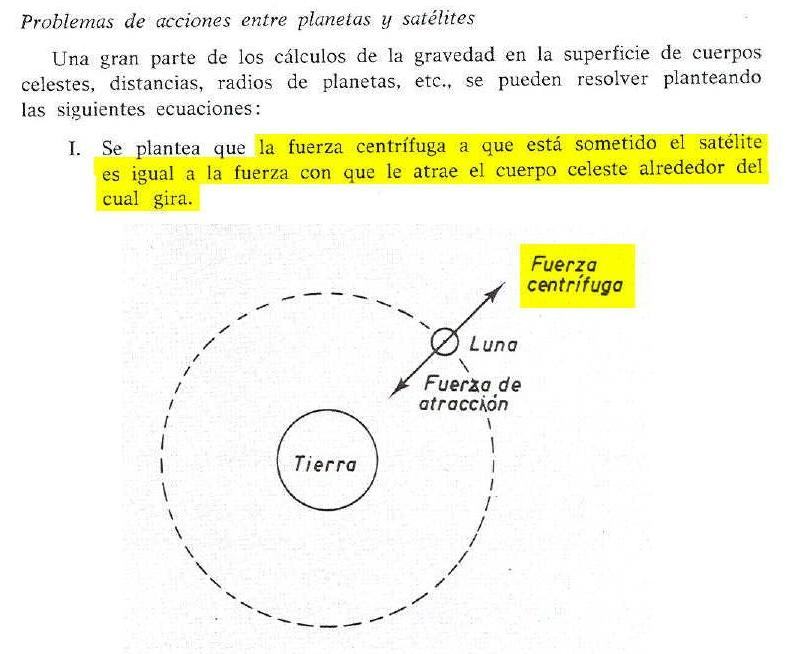 Problemas de acciones entre planetas y satélites
Una gran parte de los cálculos de la gravedad en la superficie de cuerpos
celestes, distancias, radios de planetas, etc., se pueden resolver planteando
las siguientes ecuaciones:
I. Se plantea que la fuerza centrífuga a que está sometido el satélite
es igual a la fuerza con que le atrae el cuerpo celeste alrededor del
cual gira.
Fuerza
centrífuga
Luna
Fuerza de
atracción
Tierra